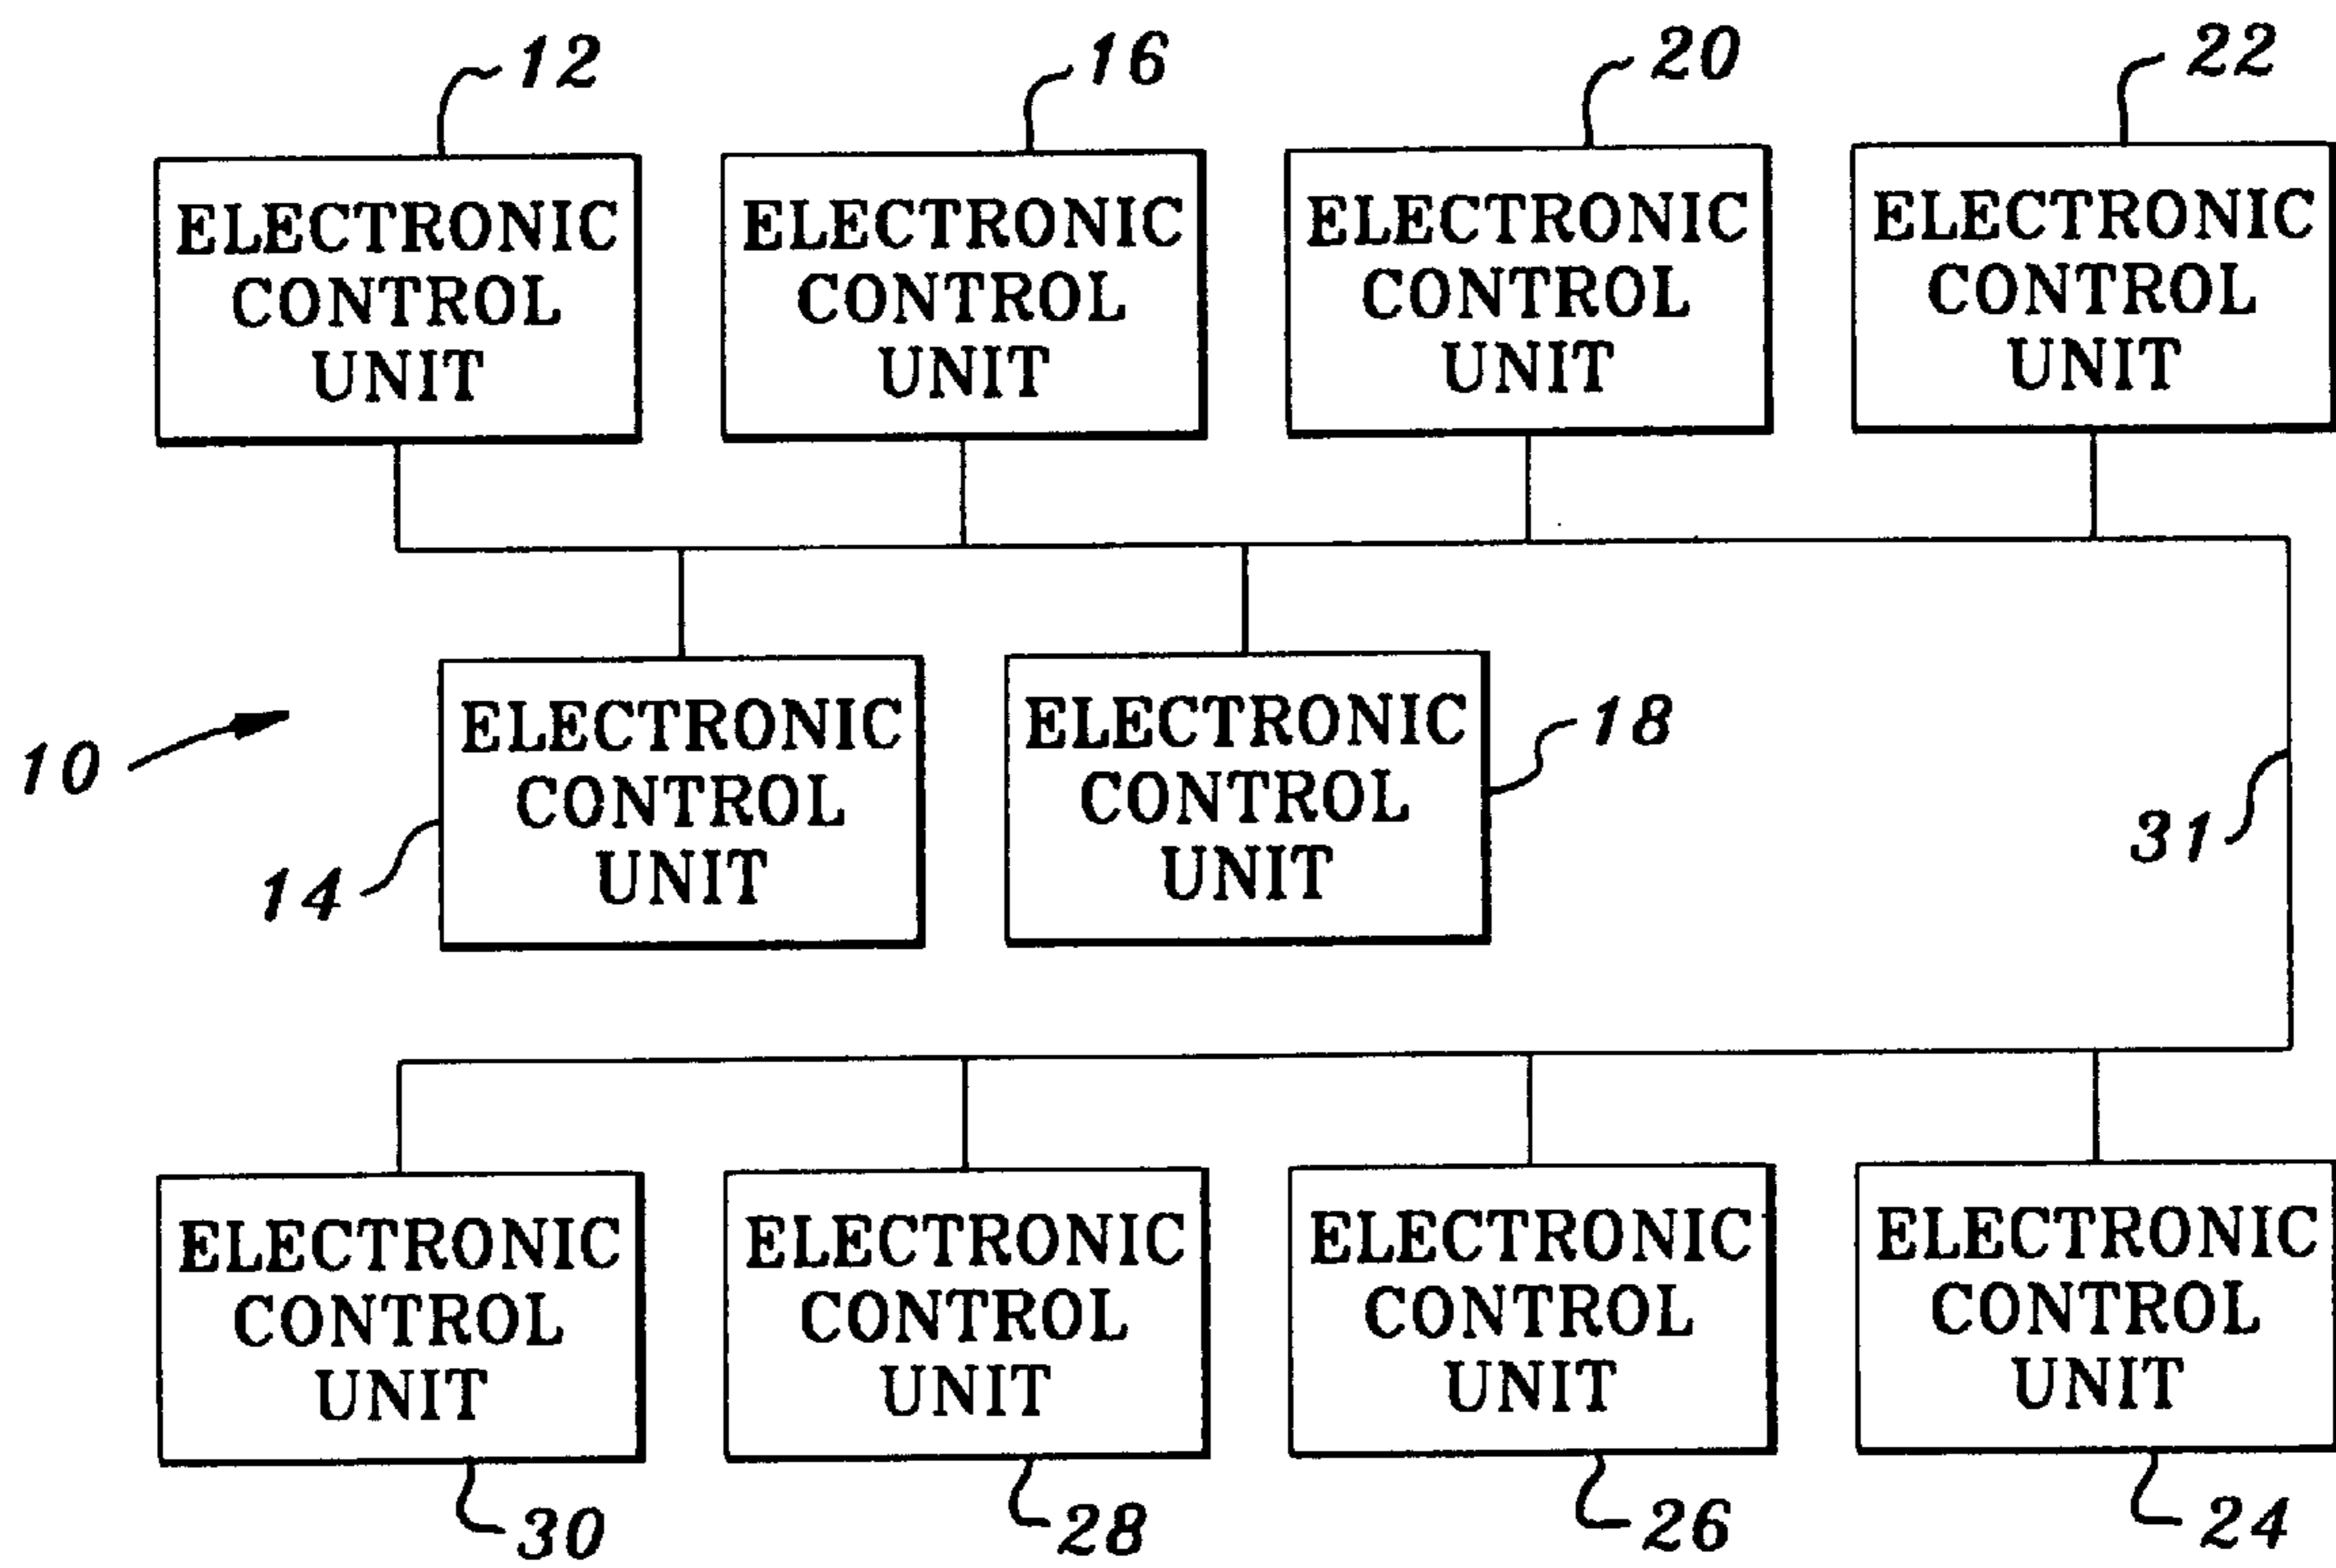 12
16
20
22
ELECTRONIC
CONTROL
UNIT
ELECTRONIC
CONTROL
UNIT
ELECTRONIC
CONTROL
UNIT
ELECTRONIC
CONTROL
UNIT
10
14
ELECTRONIC
CONTROL
UNIT
ELECTRONIC
CONTROL
UNIT
18
31
ELECTRONIC
CONTROL
UNIT
ELECTRONIC
CONTROL
UNIT
ELECTRONIC
CONTROL
UNIT
ELECTRONIC
CONTROL
UNIT
30
28
26
24